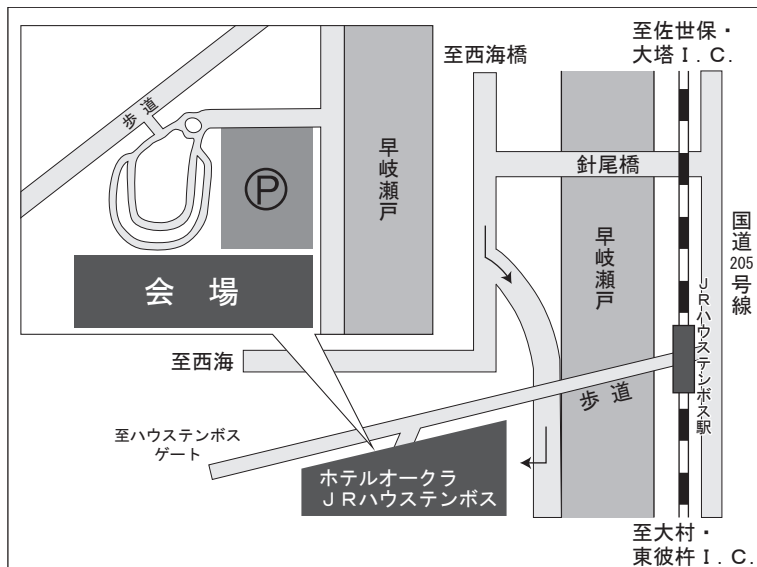 至佐世保・
大塔Ｉ.Ｃ.
至西海橋
歩道
早岐瀬戸
針尾橋
Ⓟ
早岐瀬戸
国道205号線
会場
ＪＲハウステンボス駅
至西海
歩道
至ハウステンボス
ゲート
ホテルオークラ
ＪＲハウステンボス
至大村・
東彼杵Ｉ.Ｃ.